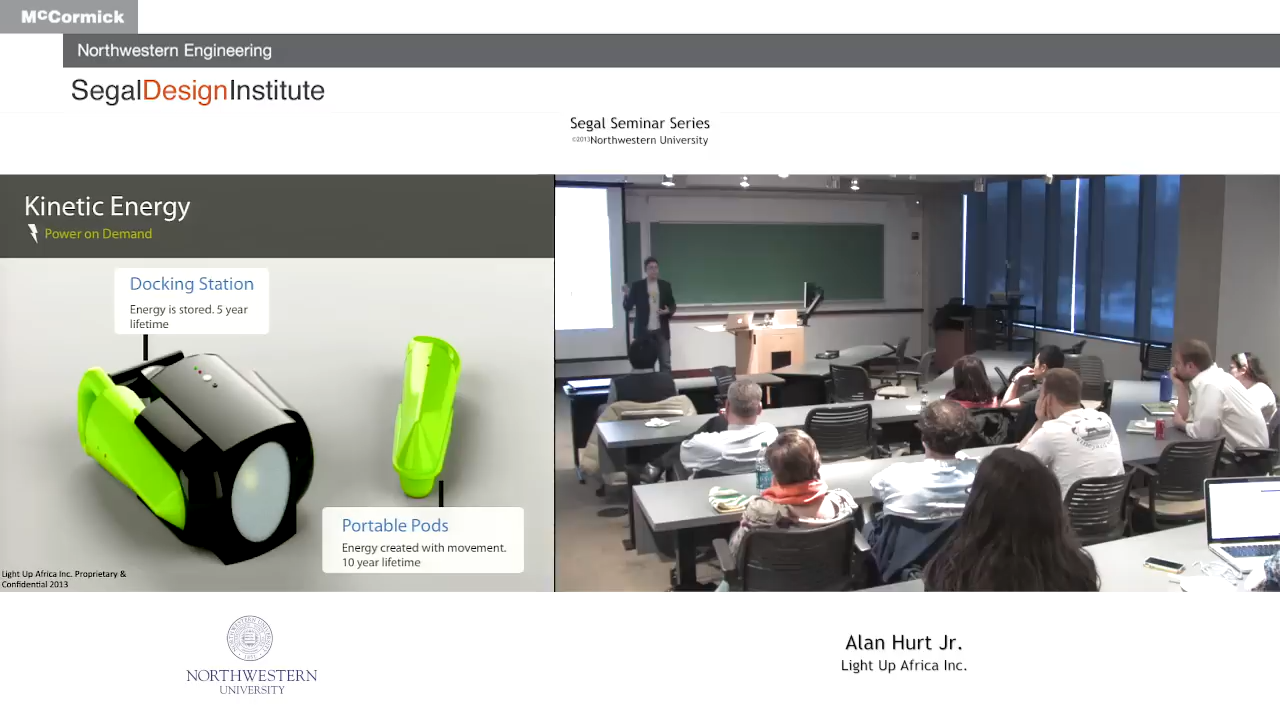 McCormick
Northwestern Engineering
SegalDesignInstitute
Segal Seminar Series
©2013Northwestern University
Kinetic Energy
Power on Demand
Docking Station
Energy is stored. 5 year
lifetime
Portable Pods
Energy created with movement.
10 year lifetime
Light Up Africa Inc. Proprietary &
Confidential 2013
NORTHWESTERN
UNIVERSITY
Alan Hurt Jr.
Light Up Africa Inc.